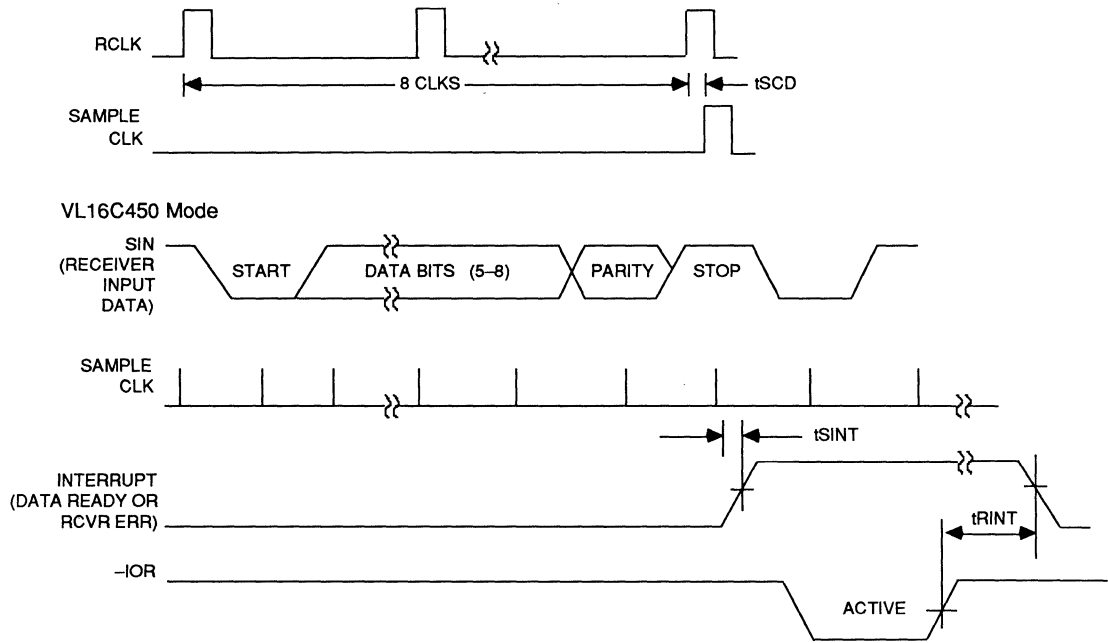 RCLK
8 CLKS
tSCD
SAMPLE
CLK
VL16C450 Mode
SIN
(RECEIVER
INPUT
DATA)
START
DATA BITS (5–8)
PARITY
STOP
SAMPLE
CLK
tSINT
INTERRUPT
(DATA READY OR
RCVR ERR)
tRINT
–IOR
ACTIVE